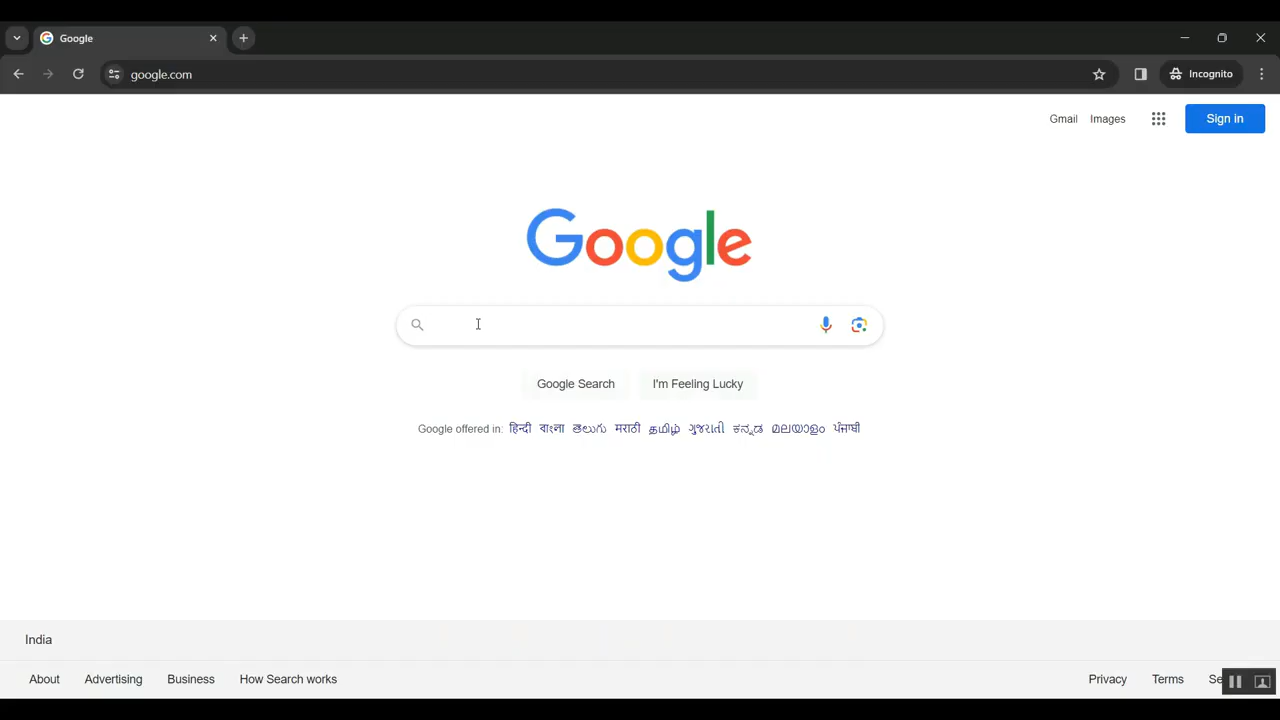 Google
google.com
Incognito
Gmail Images Sign in
Google
Google Search I'm Feeling Lucky
Google offered in: हिन्दी বাংলা తెలుగు मराठी தமிழ் ગુજરાતી ಕನ್ನಡ മലയാളം ਪੰਜਾਬੀ
India
About Advertising Business How Search works Privacy Terms Se